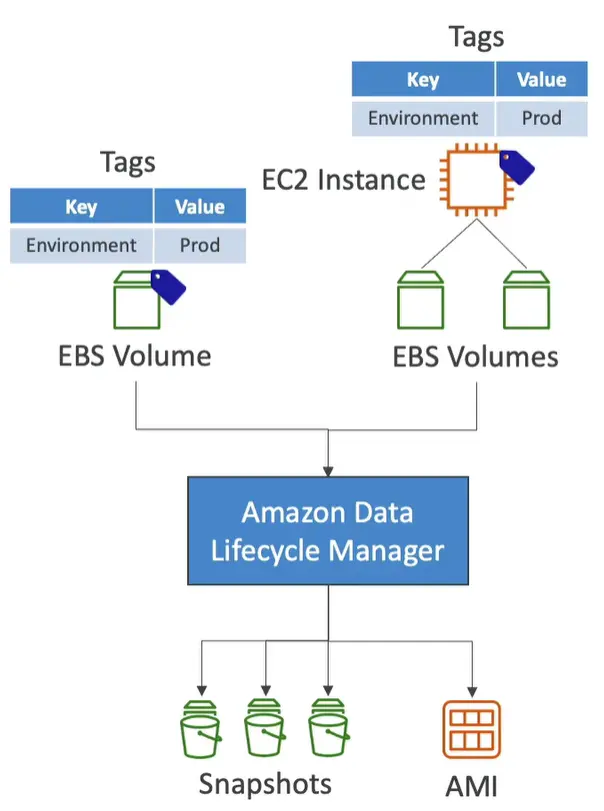 Tags
Key Value
Environment Prod
EC2 Instance
Tags
Key Value
Environment Prod
EBS Volume
EBS Volumes
Amazon Data
Lifecycle Manager
Snapshots
AMI